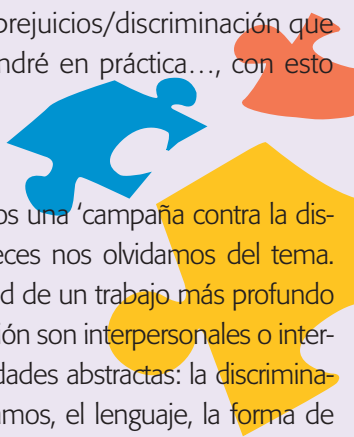 prejuicios/discriminación que
ndré en práctica…, con esto
os una ‘campaña contra la dis-
eces nos olvidamos del tema.
d de un trabajo más profundo
ión son interpersonales o inter-
dades abstractas: la discrimina-
amos, el lenguaje, la forma de